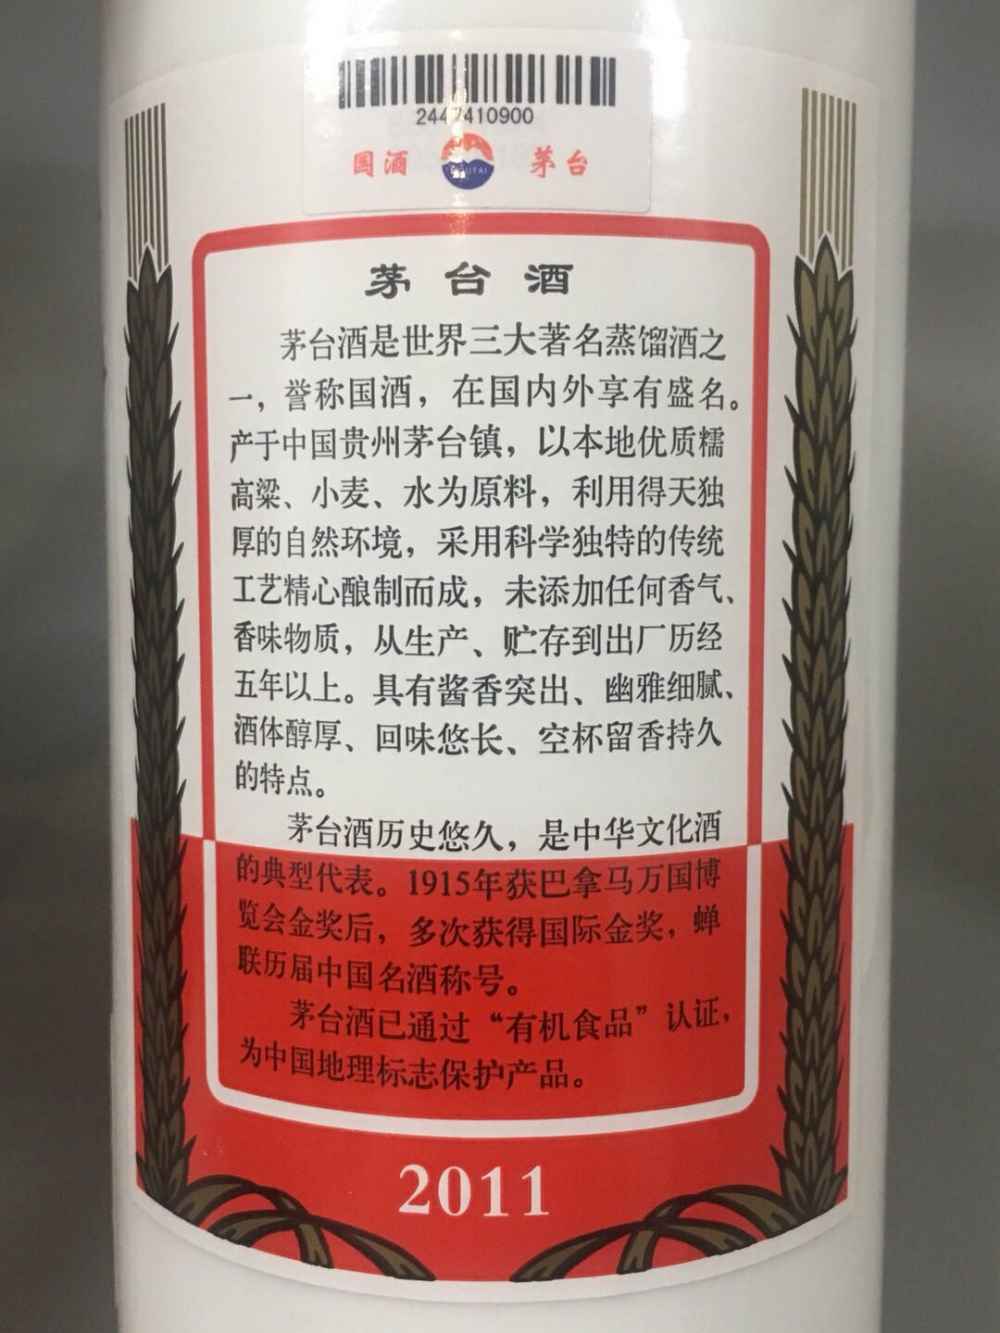 国酒 茅台
茅台酒
茅台酒是世界三大著名蒸馏酒之
一，誉称国酒，在国内外享有盛名。
产于中国贵州茅台镇，以本地优质糯
高粱、小麦、水为原料，利用得天独
厚的自然环境，采用科学独特的传统
工艺精心酿制而成，未添加任何香气、
香味物质，从生产、贮存到出厂历经
五年以上。具有酱香突出、幽雅细腻、
酒体醇厚、回味悠长、空杯留香持久
的特点。
茅台酒历史悠久，是中华文化酒
的典型代表。1915年获巴拿马万国博
览会金奖后，多次获得国际金奖，蝉
联历届中国名酒称号。
茅台酒已通过“有机食品”认证，
为中国地理标志保护产品。
2011